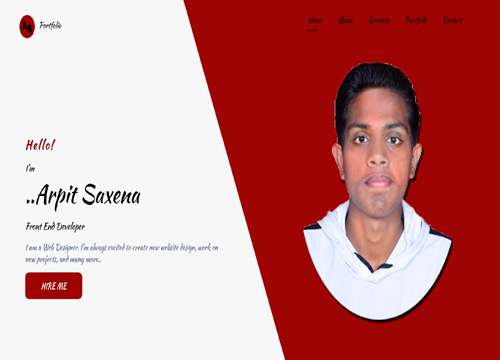 Portfolio
Home About Services Portfolio Contact
Hello!
I'm
..Arpit Saxena
Front End Developer
I am a Web Designer. I'm always excited to create new website design, work on
new projects, and many more..
HIRE ME